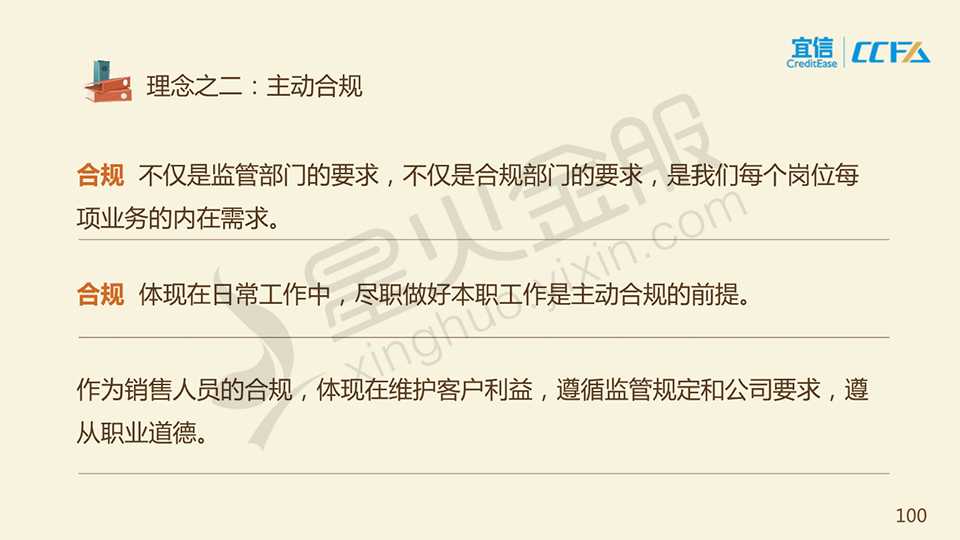 宜信
CreditEase
CCFA
理念之二：主动合规
合规 不仅是监管部门的要求，不仅是合规部门的要求，是我们每个岗位每
项业务的内在需求。
合规 体现在日常工作中，尽职做好本职工作是主动合规的前提。
作为销售人员的合规，体现在维护客户利益，遵循监管规定和公司要求，遵
从职业道德。
星火金服
xinghuoyixin.com
100